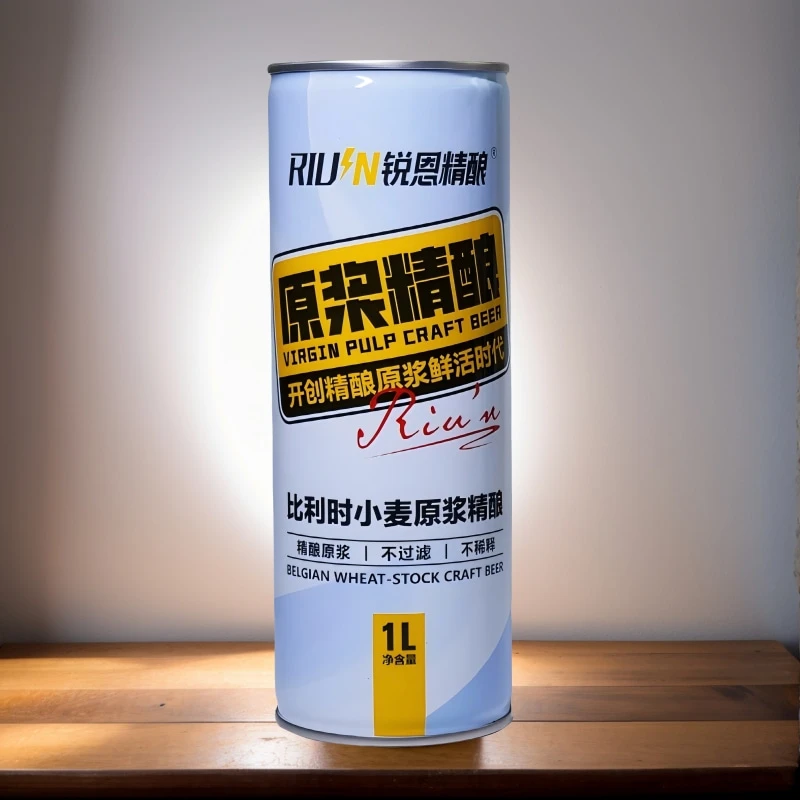 RIU'N锐恩精酿®
原浆精酿
VIRGIN PULP CRAFT BEER
开创精酿原浆鲜活时代
Riu'n
比利时小麦原浆精酿
精酿原浆 | 不过滤 | 不稀释
BELGIAN WHEAT-STOCK CRAFT BEER
1L
净含量